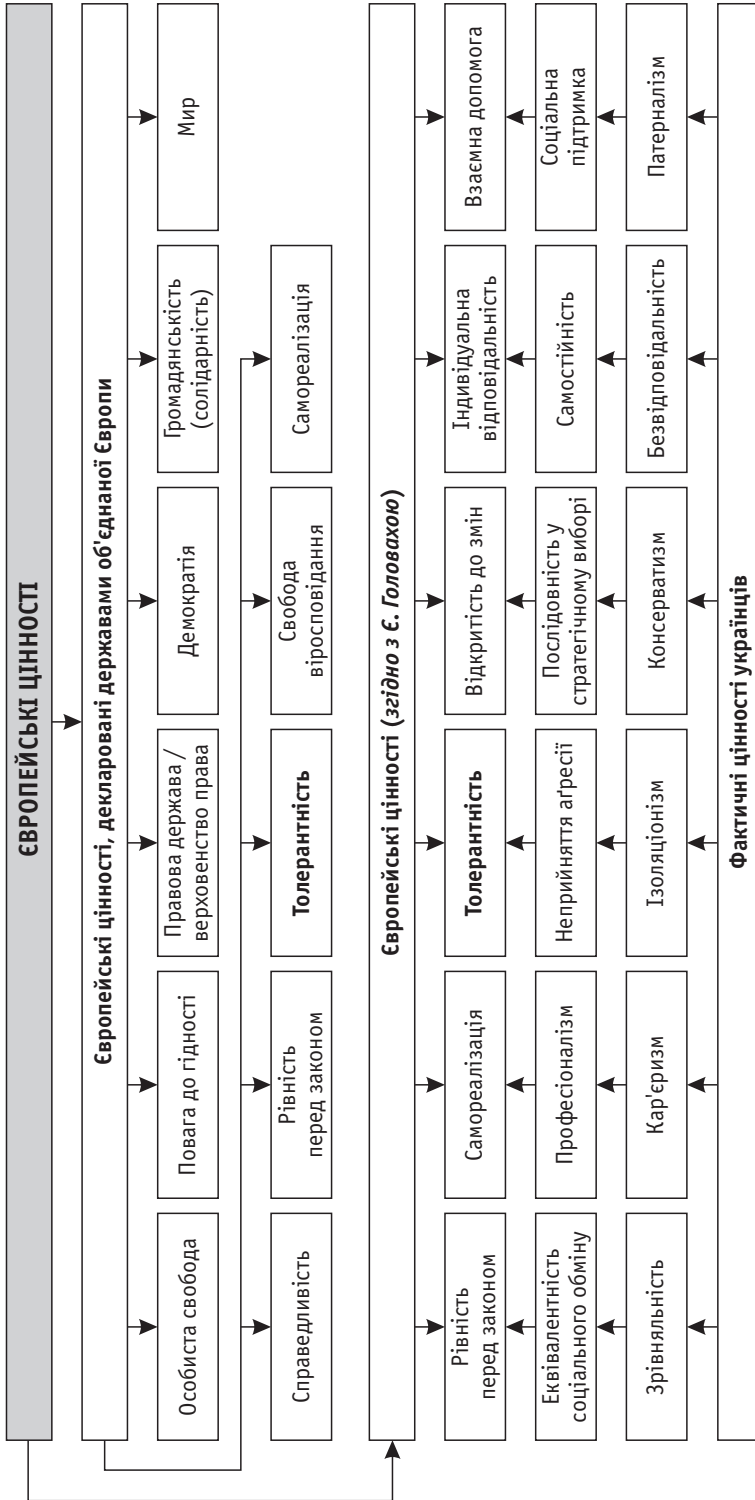 ЄВРОПЕЙСЬКІ ЦІННОСТІ
Європейські цінності, декларовані державами об'єднаної Європи
Особиста свобода
Повага до гідності
Правова держава /
верховенство права
Демократія
Громадянськість
(солідарність)
Мир
Справедливість
Рівність
перед законом
Толерантність
Свобода
віросповідання
Самореалізація
Європейські цінності (згідно з Є. Головахою)
Рівність
перед законом
Самореалізація
Толерантність
Відкритість до змін
Індивідуальна
відповідальність
Взаємна допомога
Еквівалентність
соціального обміну
Професіоналізм
Неприйняття аґресії
Послідовність у
стратегічному виборі
Самостійність
Соціальна
підтримка
Зрівняльність
Кар'єризм
Ізоляціонізм
Консерватизм
Безвідповідальність
Патерналізм
Фактичні цінності українців